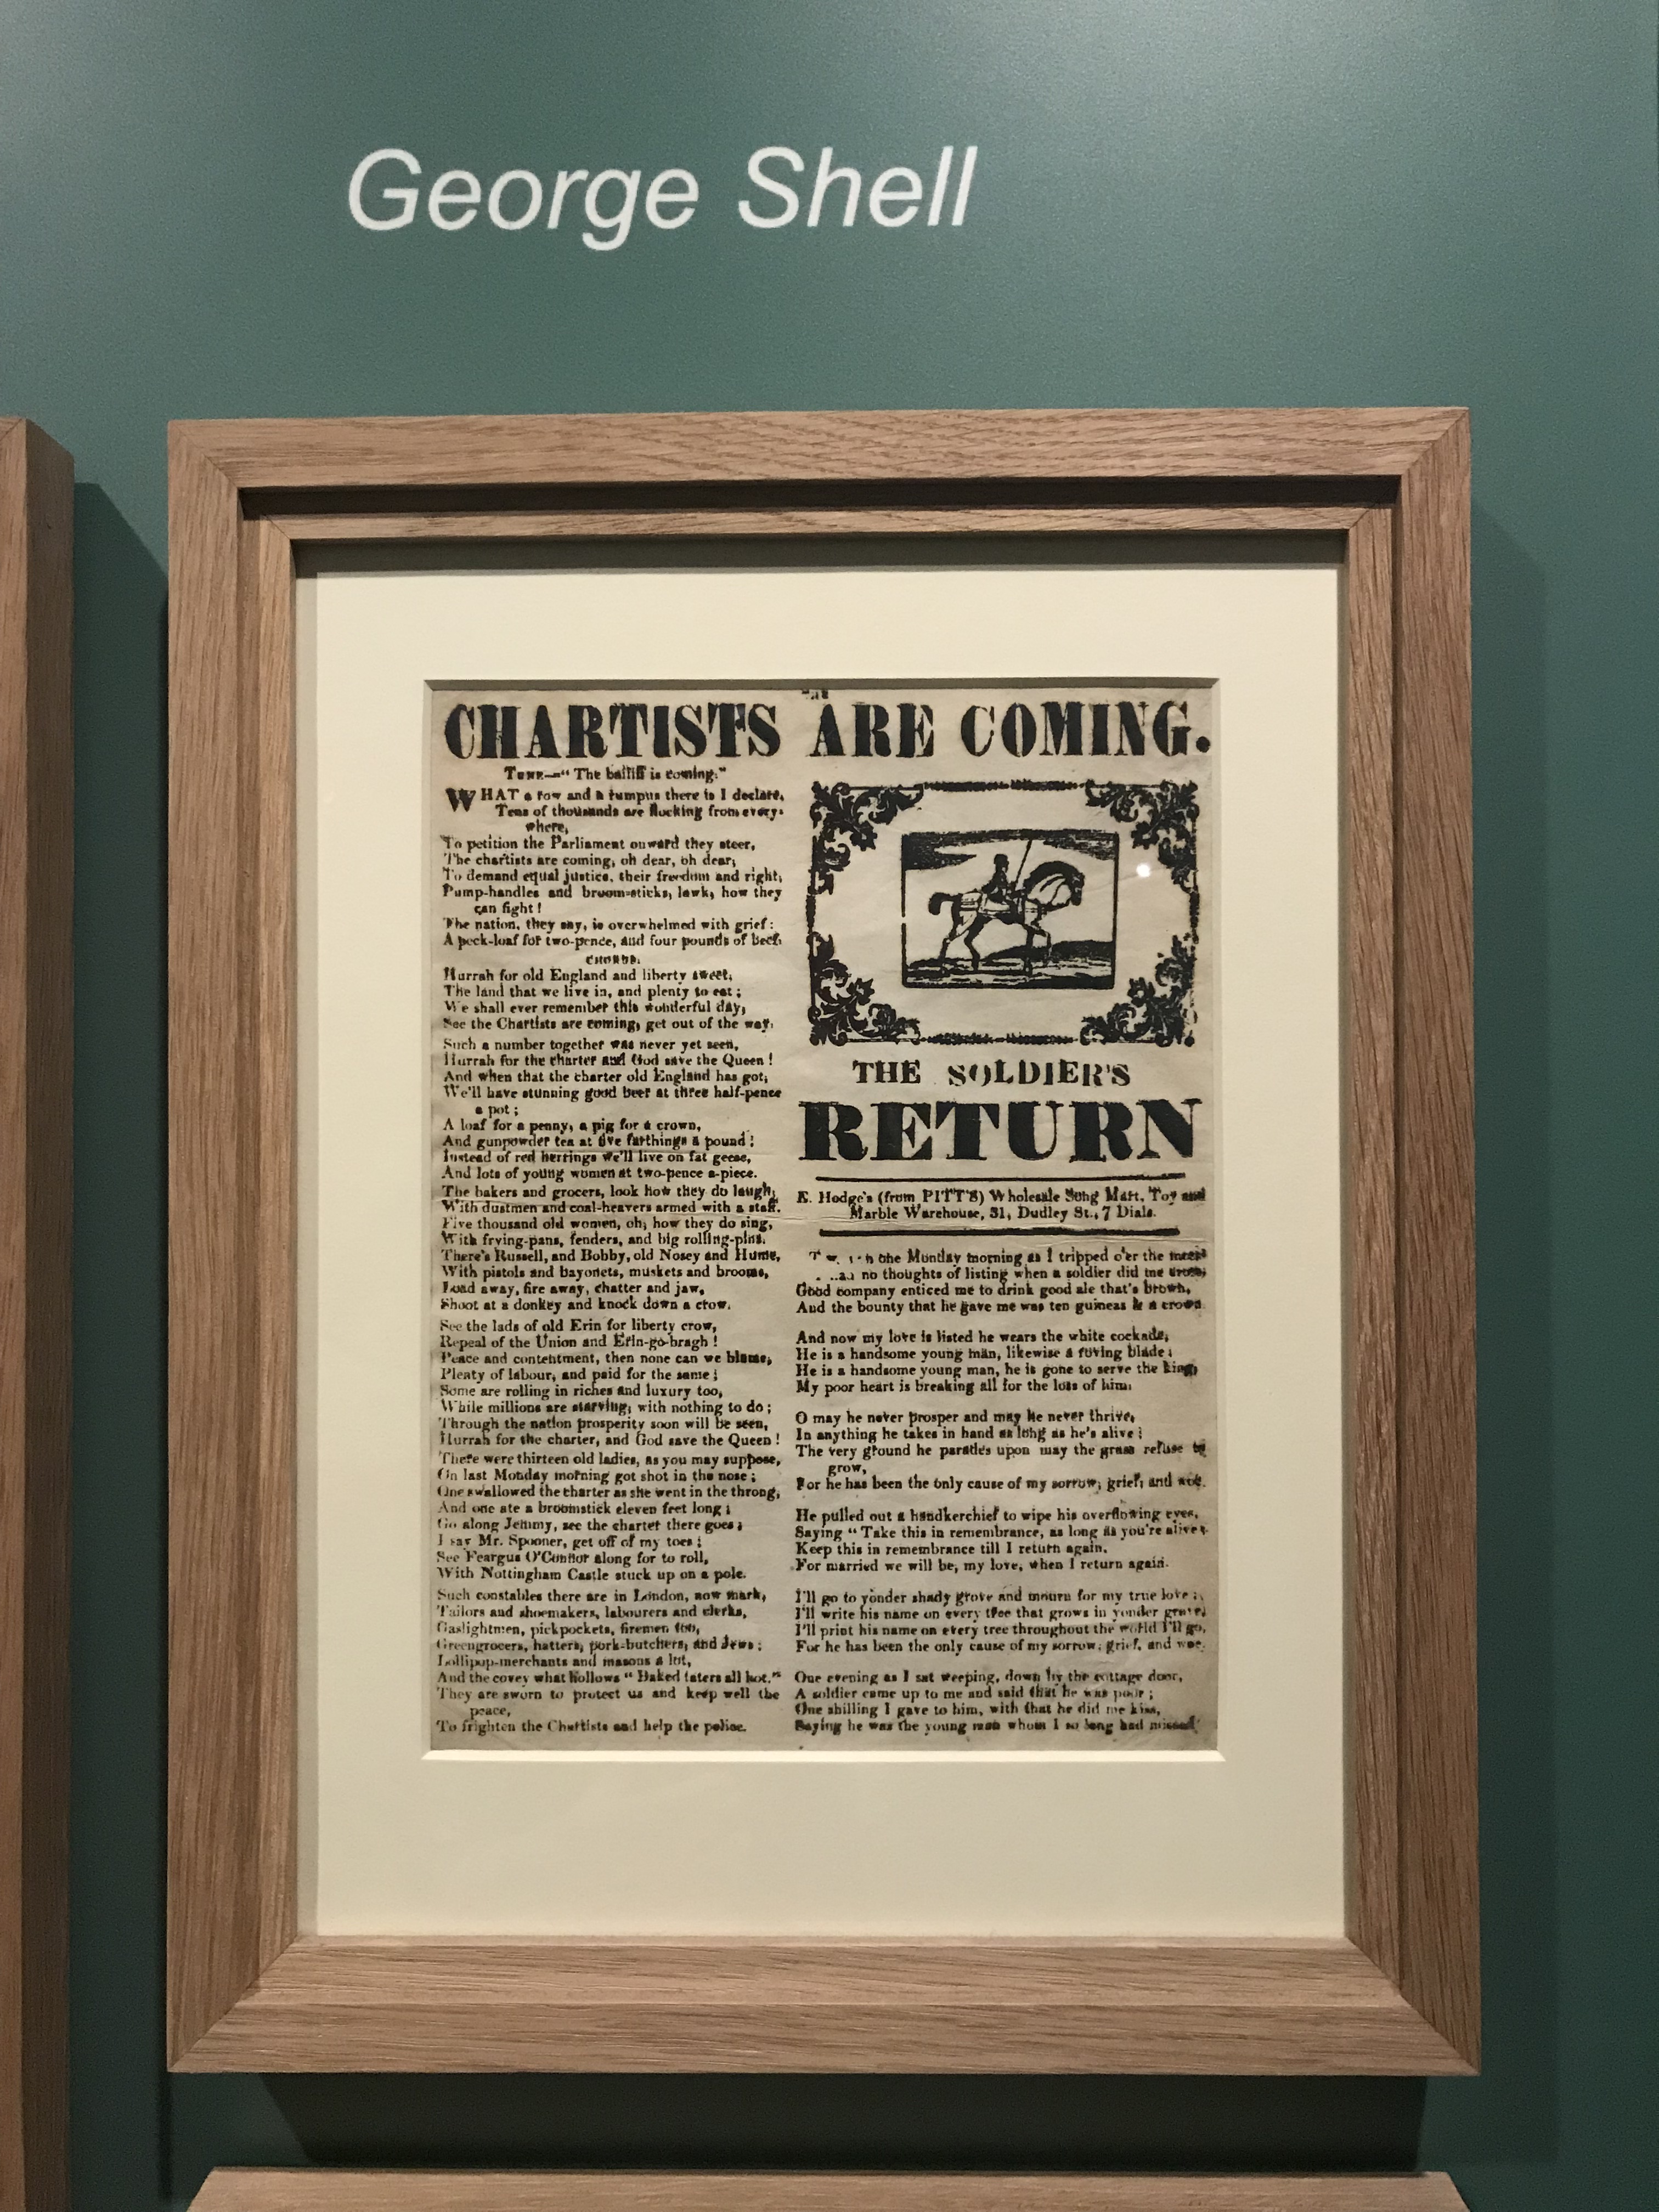 George Shell
THE
CHARTISTS ARE COMING.
TUNE—"The bailiff is coming."
WHAT a row and a rumpus there is I declare,
Tens of thousands are flocking from every-
where,
To petition the Parliament onward they steer,
The chartists are coming, oh dear, oh dear,
To demand equal justice, their freedom and right,
Pump-handles and broom-sticks, lawk, how they
can fight!
The nation, they say, is overwhelmed with grief:
A peck-loaf for two-pence, and four pounds of beef.
CHORUS.
Hurrah for old England and liberty sweet,
The land that we live in, and plenty to eat;
We shall ever remember this wonderful day,
See the Chartists are coming, get out of the way.
Such a number together was never yet seen,
Hurrah for the charter and God save the Queen!
And when that the charter old England has got,
We'll have stunning good beer at three half-pence
a pot;
A loaf for a penny, a pig for a crown,
And gunpowder tea at five farthings a pound;
Instead of red herrings we'll live on fat geese,
And lots of young women at two-pence a-piece.
The bakers and grocers, look how they do laugh,
With dustmen and coal-heavers armed with a staff.
Five thousand old women, oh, how they do sing,
With frying-pans, fenders, and big rolling-pins.
There's Russell, and Bobby, old Nosey and Hume,
With pistols and bayonets, muskets and brooms,
Load away, fire away, chatter and jaw,
Shoot at a donkey and knock down a crow.
See the lads of old Erin for liberty crow,
Repeal of the Union and Erin-go-bragh!
Peace and contentment, then none can we blame,
Plenty of labour, and paid for the same;
Some are rolling in riches and luxury too,
While millions are starving, with nothing to do;
Through the nation prosperity soon will be seen,
Hurrah for the charter, and God save the Queen!
There were thirteen old ladies, as you may suppose,
On last Monday morning got shot in the nose;
One swallowed the charter as she went in the throng,
And one ate a broomstick eleven feet long;
Go along Jemmy, see the charter there goes;
I say Mr. Spooner, get off of my toes;
See Feargus O'Connor along for to roll,
With Nottingham Castle stuck up on a pole.
Such constables there are in London, now mark,
Tailors and shoemakers, labourers and clerks,
Gaslightmen, pickpockets, firemen too,
Greengrocers, hatters, pork-butchers, and Jews;
Lollipop-merchants and masons a lot,
And the covey what hollows "Baked taters all hot."
They are sworn to protect us and keep well the
peace,
To frighten the Chartists and help the police.
THE SOLDIER'S
RETURN
E. Hodge's (from PITT'S) Wholesale Song Mart, Toy and
Marble Warehouse, 31, Dudley St., 7 Dials.
one Monday morning as I tripped o'er the
no thoughts of listing when a soldier did me
Good company enticed me to drink good ale that's brown,
And the bounty that he gave me was ten guineas & a crown
And now my love is listed he wears the white cockade,
He is a handsome young man, likewise a roving blade;
He is a handsome young man, he is gone to serve the king,
My poor heart is breaking all for the loss of him.
O may he never prosper and may he never thrive,
In anything he takes in hand as long as he's alive;
The very ground he parades upon may the grass refuse to
grow,
For he has been the only cause of my sorrow, grief, and woe.
He pulled out a handkerchief to wipe his overflowing eyes,
Saying "Take this in remembrance, as long as you're alive,
Keep this in remembrance till I return again,
For married we will be, my love, when I return again.
I'll go to yonder shady grove and mourn for my true love;
I'll write his name on every tree that grows in yonder grove,
I'll print his name on every tree throughout the world I'll go,
For he has been the only cause of my sorrow, grief, and woe.
One evening as I sat weeping, down by the cottage door,
A soldier came up to me and said that he was poor;
One shilling I gave to him, with that he did me kiss,
Saying he was the young man whom I so long had missed